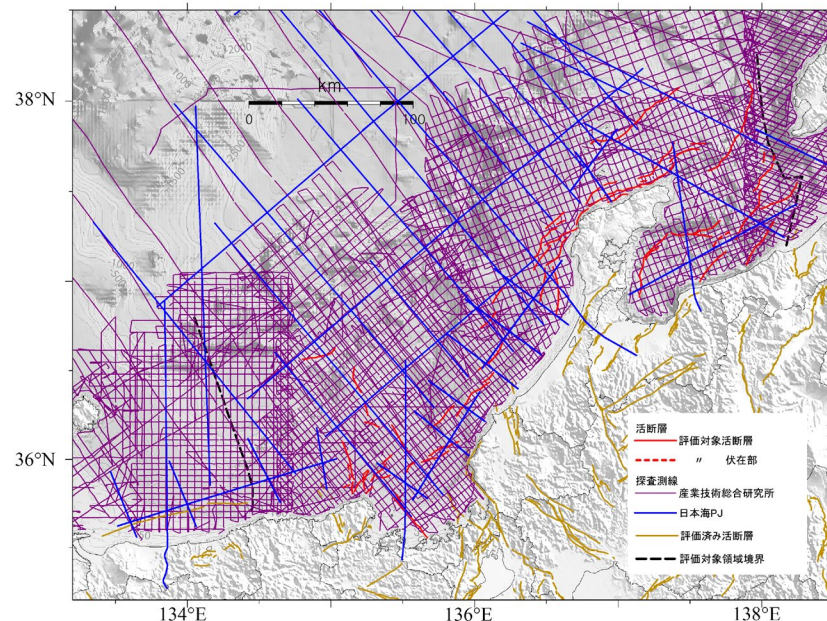 38°N
36°N
134°E
136°E
138°E
km
0
100
2000
1000
活断層
評価対象活断層
〃 伏在部
探査測線
産業技術総合研究所
日本海PJ
評価済み活断層
評価対象領域境界